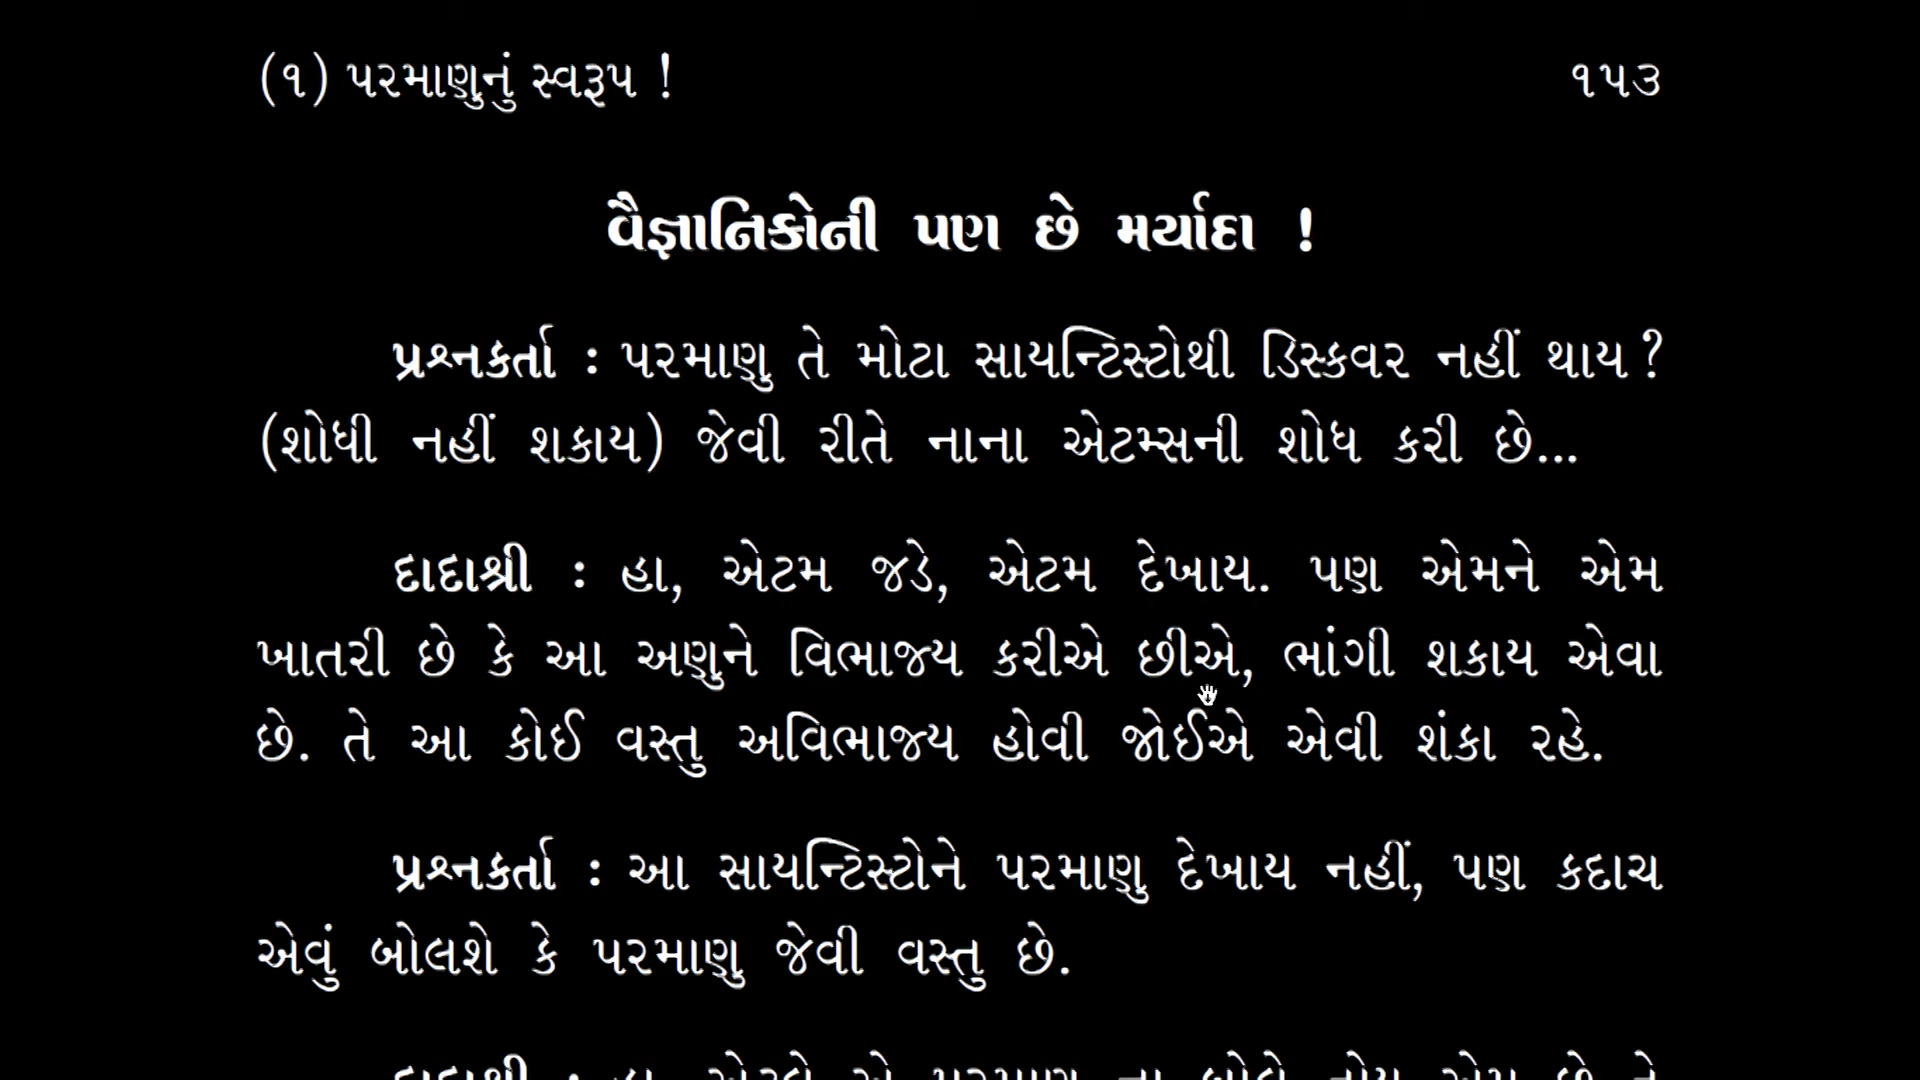 (૧) પરમાણુનું સ્વરૂપ !
૧૫૩
વૈજ્ઞાનિકોની પણ છે મર્યાદા !
પ્રશ્નકર્તા : પરમાણુ તે મોટા સાયન્ટિસ્ટોથી ડિસ્કવર નહીં થાય ?
(શોધી નહીં શકાય) જેવી રીતે નાના એટમ્સની શોધ કરી છે...
દાદાશ્રી : હા, એટમ જડે, એટમ દેખાય. પણ એમને એમ
ખાતરી છે કે આ અણુને વિભાજ્ય કરીએ છીએ, ભાંગી શકાય એવા
છે. તે આ કોઈ વસ્તુ અવિભાજ્ય હોવી જોઈએ એવી શંકા રહે.
પ્રશ્નકર્તા : આ સાયન્ટિસ્ટોને પરમાણુ દેખાય નહીં, પણ કદાચ
એવું બોલશે કે પરમાણુ જેવી વસ્તુ છે.
દાદાશ્રી : હા, એટલે એ પરમાણુ ના બોલે